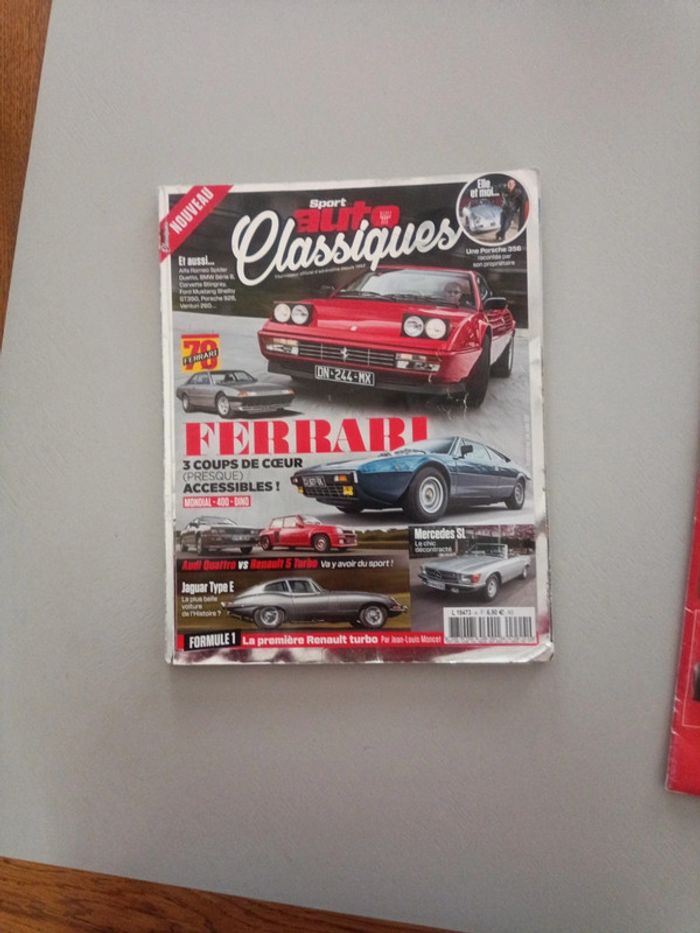 NOUVEAU
Sport
auto
Classiques
Elle
et moi...
Une Porsche 356
racontée par
son propriétaire
Et aussi...
Alfa Romeo Spider
Duetto, BMW Série 6,
Corvette Stingray,
Ford Mustang Shelby
GT350, Porsche 928,
Venturi 260...
DN-244-MX
70
FERRARI
FERRARI
3 COUPS DE CŒUR
(PRESQUE)
ACCESSIBLES !
MONDIAL - 400 - DINO
Audi Quattro vs Renault 5 Turbo Va y avoir du sport !
Mercedes SL
Le chic
décontracté
Jaguar Type E
La plus belle
voiture
de l'Histoire ?
FORMULE 1 La première Renault turbo Par Jean-Louis Moncet